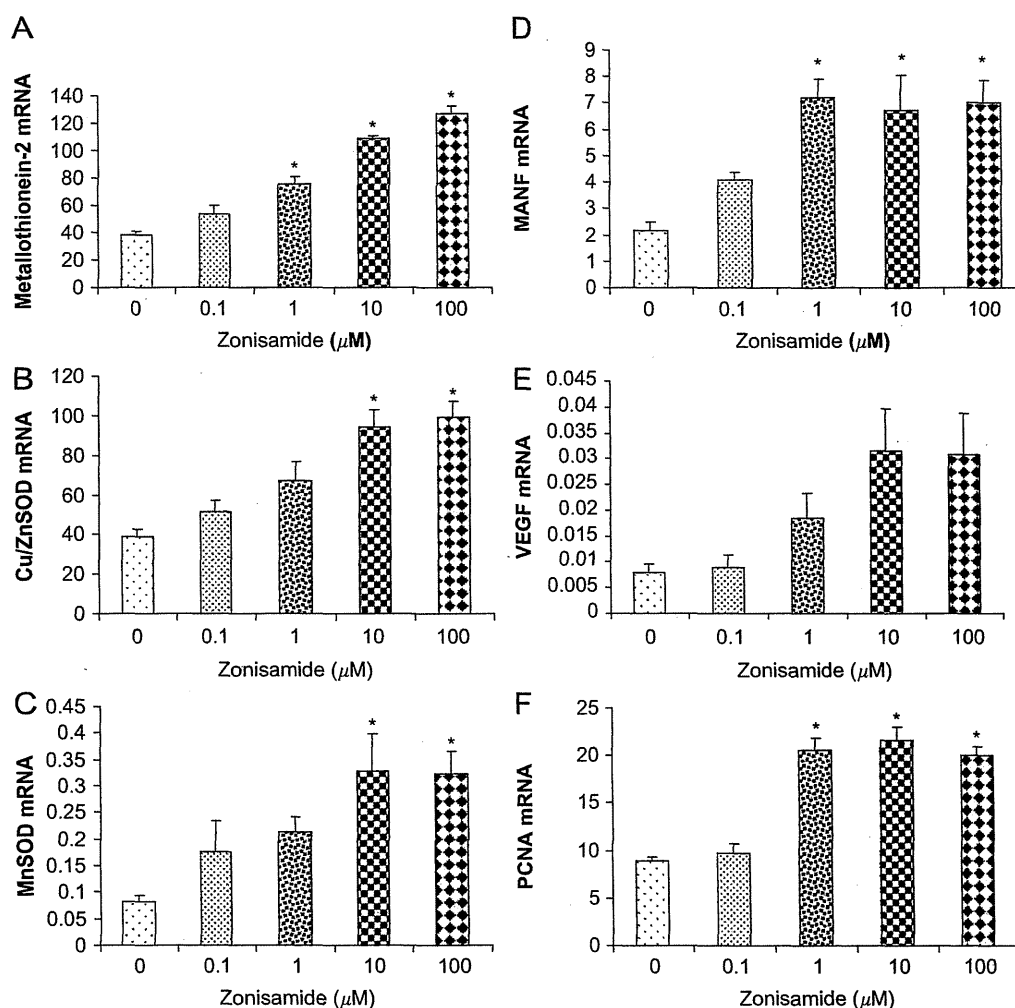 A
Metallothionein-2 mRNA
140
120
100
80
60
40
20
0
* * *
0 0.1 1 10 100
Zonisamide (μM)
B
Cu/ZnSOD mRNA
120
100
80
60
40
20
0
* *
0 0.1 1 10 100
Zonisamide (μM)
C
MnSOD mRNA
0.45
0.4
0.35
0.3
0.25
0.2
0.15
0.1
0.05
0
* *
0 0.1 1 10 100
Zonisamide (μM)
D
MANF mRNA
9
8
7
6
5
4
3
2
1
0
* * *
0 0.1 1 10 100
Zonisamide (μM)
E
VEGF mRNA
0.045
0.04
0.035
0.03
0.025
0.02
0.015
0.01
0.005
0
0 0.1 1 10 100
Zonisamide (μM)
F
PCNA mRNA
25
20
15
10
5
0
* * *
0 0.1 1 10 100
Zonisamide (μM)